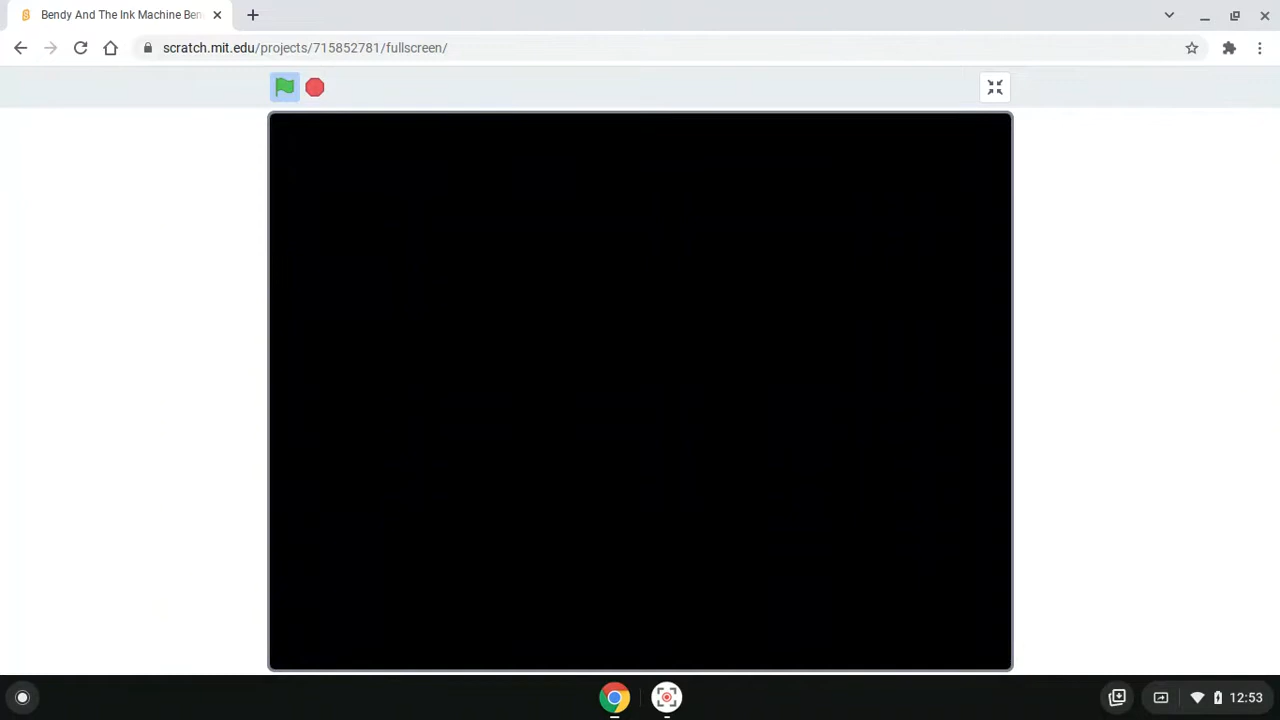 Bendy And The Ink Machine Ben
scratch.mit.edu/projects/715852781/fullscreen/
12:53